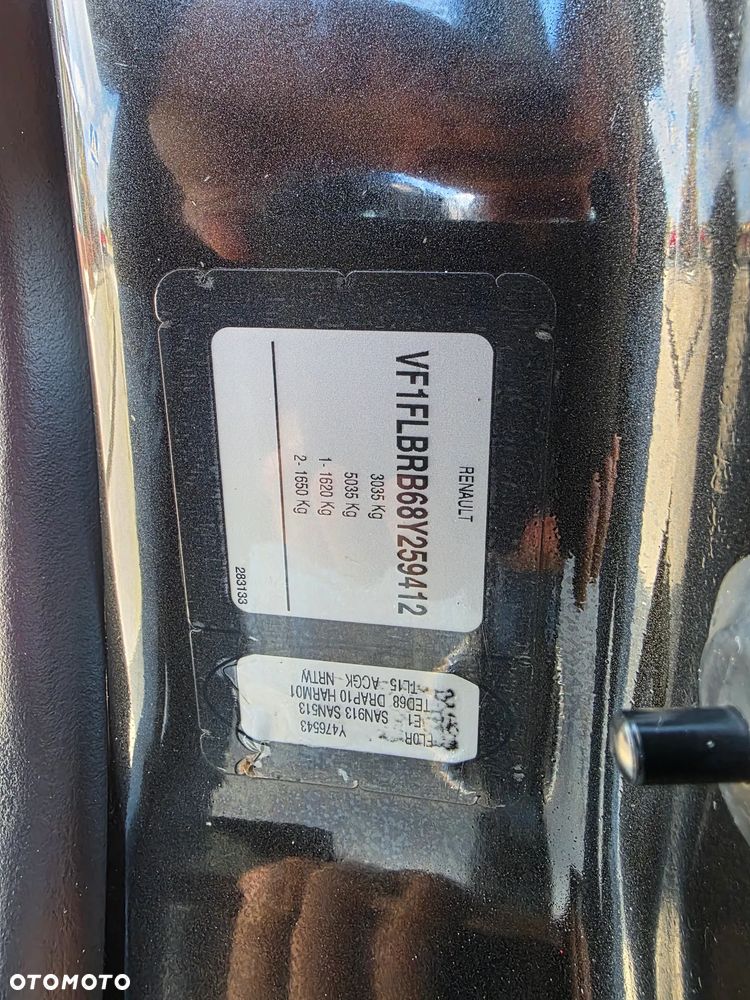 RENAULT
VF1FLBRB68Y259412
3035 Kg
5035 Kg
1- 1620 Kg
2- 1650 Kg
283133
E1 SAN913 SAN513
TED68 DRAP10 HARM01
TL15 ACGK NRTW
Y476543
OTOMOTO